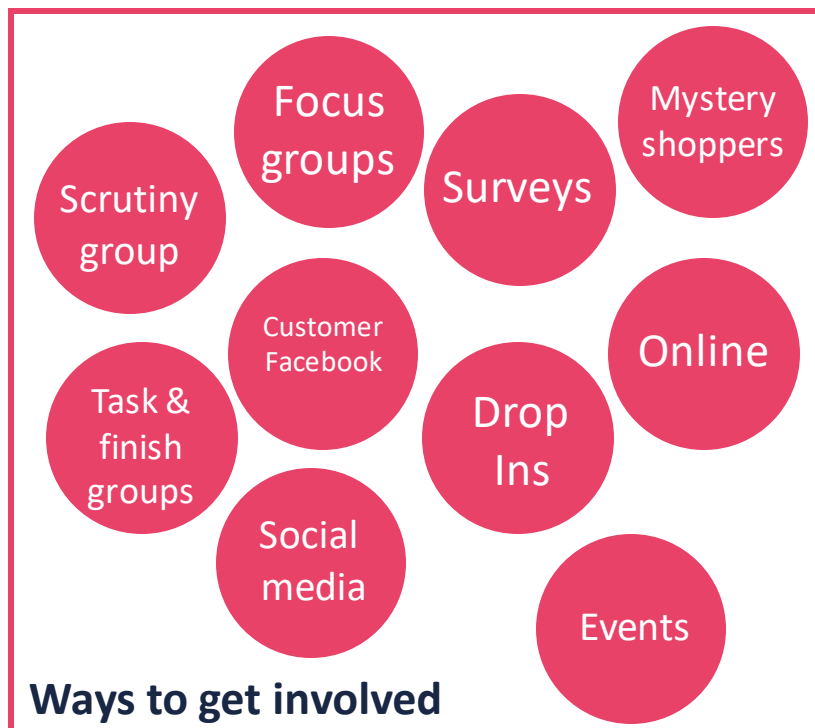 Focus
groups
Mystery
shoppers
Surveys
Scrutiny
group
Customer
Facebook
Online
Task &
finish
groups
Drop
Ins
Social
media
Events
Ways to get involved